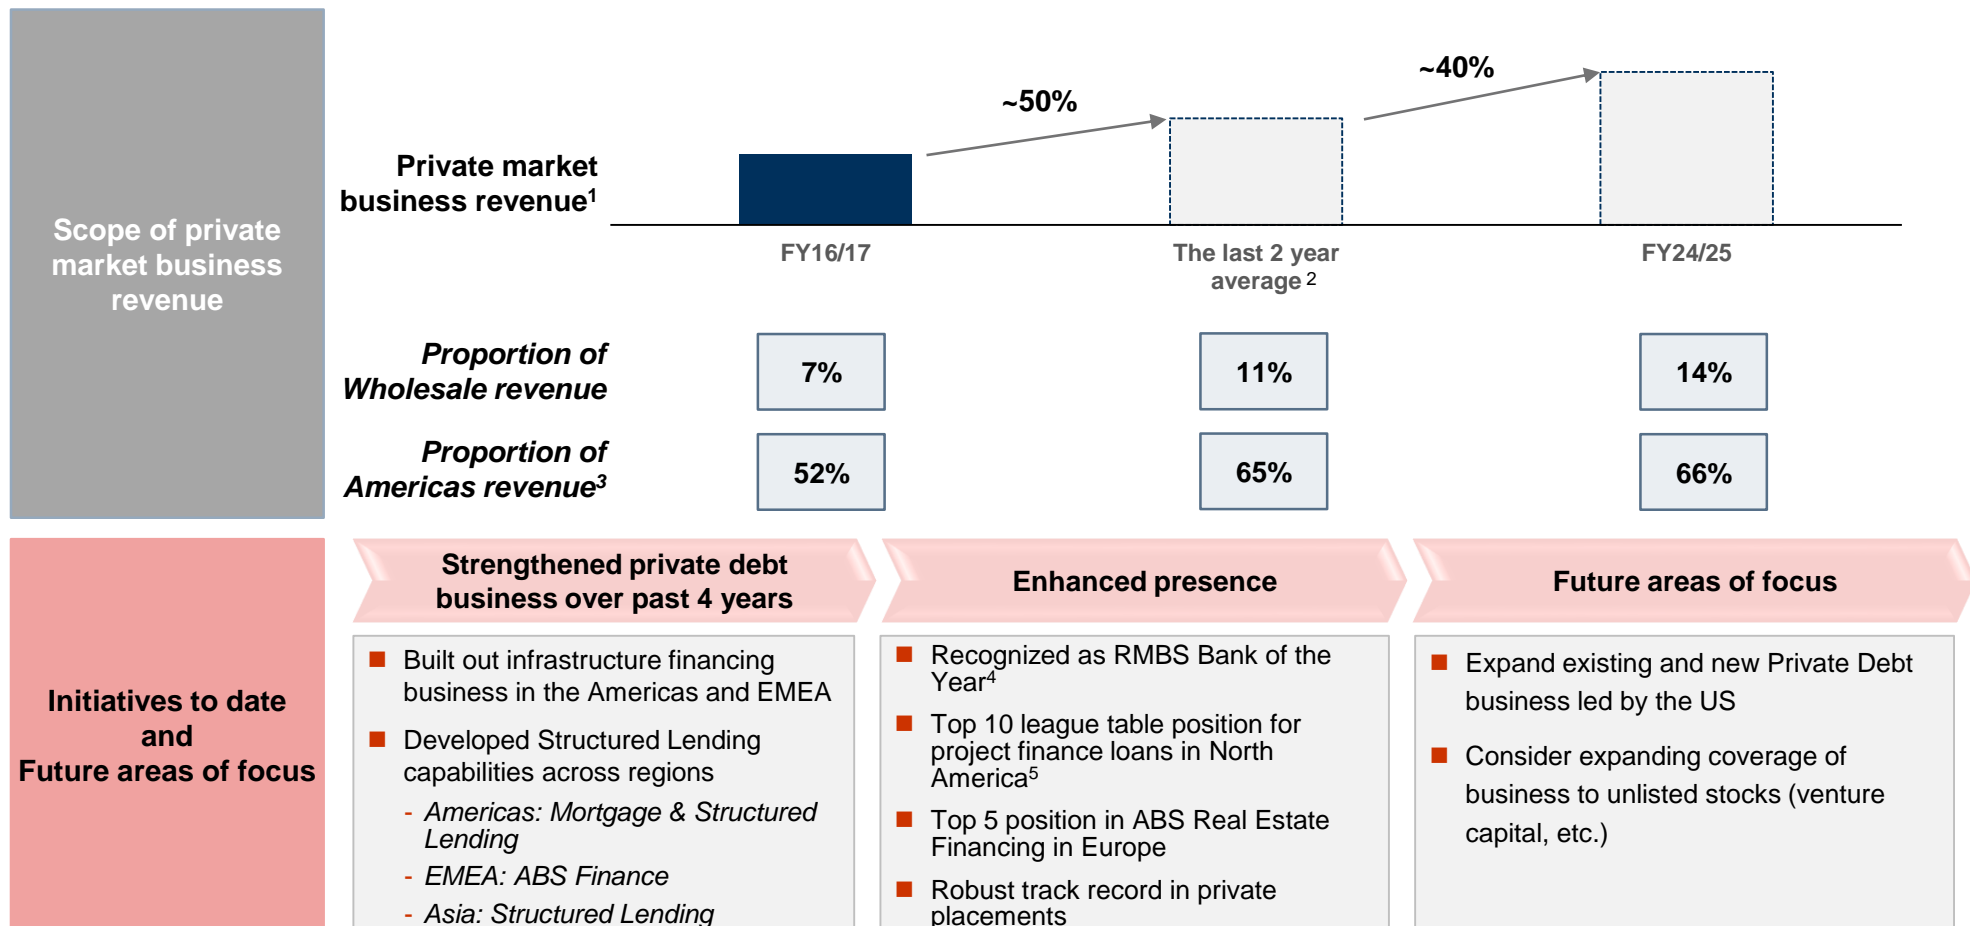 Scope of private
market business
revenue
Private market
business revenue1
~50%
~40%
FY16/17
The last 2 year
average 2
FY24/25
Proportion of
Wholesale revenue
7%
11%
14%
Proportion of
Americas revenue3
52%
65%
66%
Initiatives to date
and
Future areas of focus
Strengthened private debt
business over past 4 years
Built out infrastructure financing
business in the Americas and EMEA
Developed Structured Lending
capabilities across regions
- Americas: Mortgage & Structured
Lending
- EMEA: ABS Finance
- Asia: Structured Lending
Enhanced presence
Recognized as RMBS Bank of the
Year4
Top 10 league table position for
project finance loans in North
America5
Top 5 position in ABS Real Estate
Financing in Europe
Robust track record in private
placements
Future areas of focus
Expand existing and new Private Debt
business led by the US
Consider expanding coverage of
business to unlisted stocks (venture
capital, etc.)